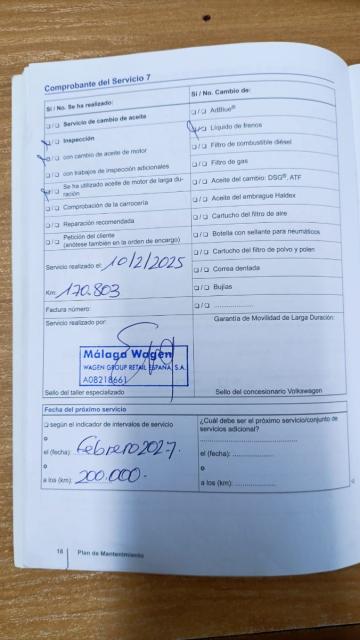 Comprobante del Servicio 7
Sí / No. Se ha realizado:
❏/❏ Servicio de cambio de aceite
❏/❏ Inspección
❏/❏ con cambio de aceite de motor
❏/❏ con trabajos de inspección adicionales
❏/❏ Se ha utilizado aceite de motor de larga du-
ración
❏/❏ Comprobación de la carrocería
❏/❏ Reparación recomendada
❏/❏ Petición del cliente
(anótese también en la orden de encargo)
Servicio realizado el: 10/2/2025
Km: 170.803
Factura número:
Servicio realizado por:
Málaga Wagen
WAGEN GROUP RETAIL ESPAÑA, S.A.
A08218661
Sello del taller especializado
Sí / No. Cambio de:
❏/❏ AdBlue®
❏/❏ Líquido de frenos
❏/❏ Filtro de combustible diésel
❏/❏ Filtro de gas
❏/❏ Aceite del cambio: DSG®, ATF
❏/❏ Aceite del embrague Haldex
❏/❏ Cartucho del filtro de aire
❏/❏ Botella con sellante para neumáticos
❏/❏ Cartucho del filtro de polvo y polen
❏/❏ Correa dentada
❏/❏ Bujías
❏/❏ ..................
Garantía de Movilidad de Larga Duración:
Sello del concesionario Volkswagen
Fecha del próximo servicio
❏ según el indicador de intervalos de servicio
o
el (fecha): Febrero 2027.
o
a los (km): 200.000.-
¿Cuál debe ser el próximo servicio/conjunto de
servicios adicional?
..................
el (fecha): ..................
o
a los (km): ..................
16 Plan de Mantenimiento